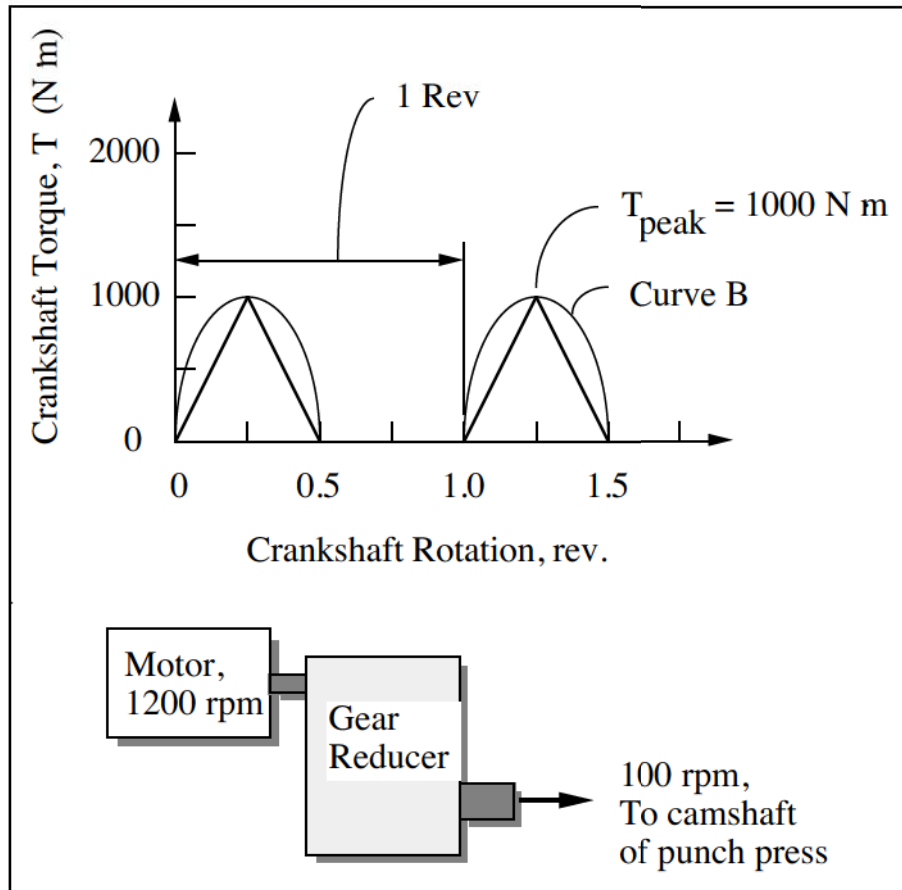 Crankshaft Torque, T (N m)
1 Rev
2000
T peak = 1000 N m
1000
Curve B
0
0 0.5 1.0 1.5
Crankshaft Rotation, rev.
Motor,
1200 rpm
Gear
Reducer
100 rpm,
To camshaft
of punch press